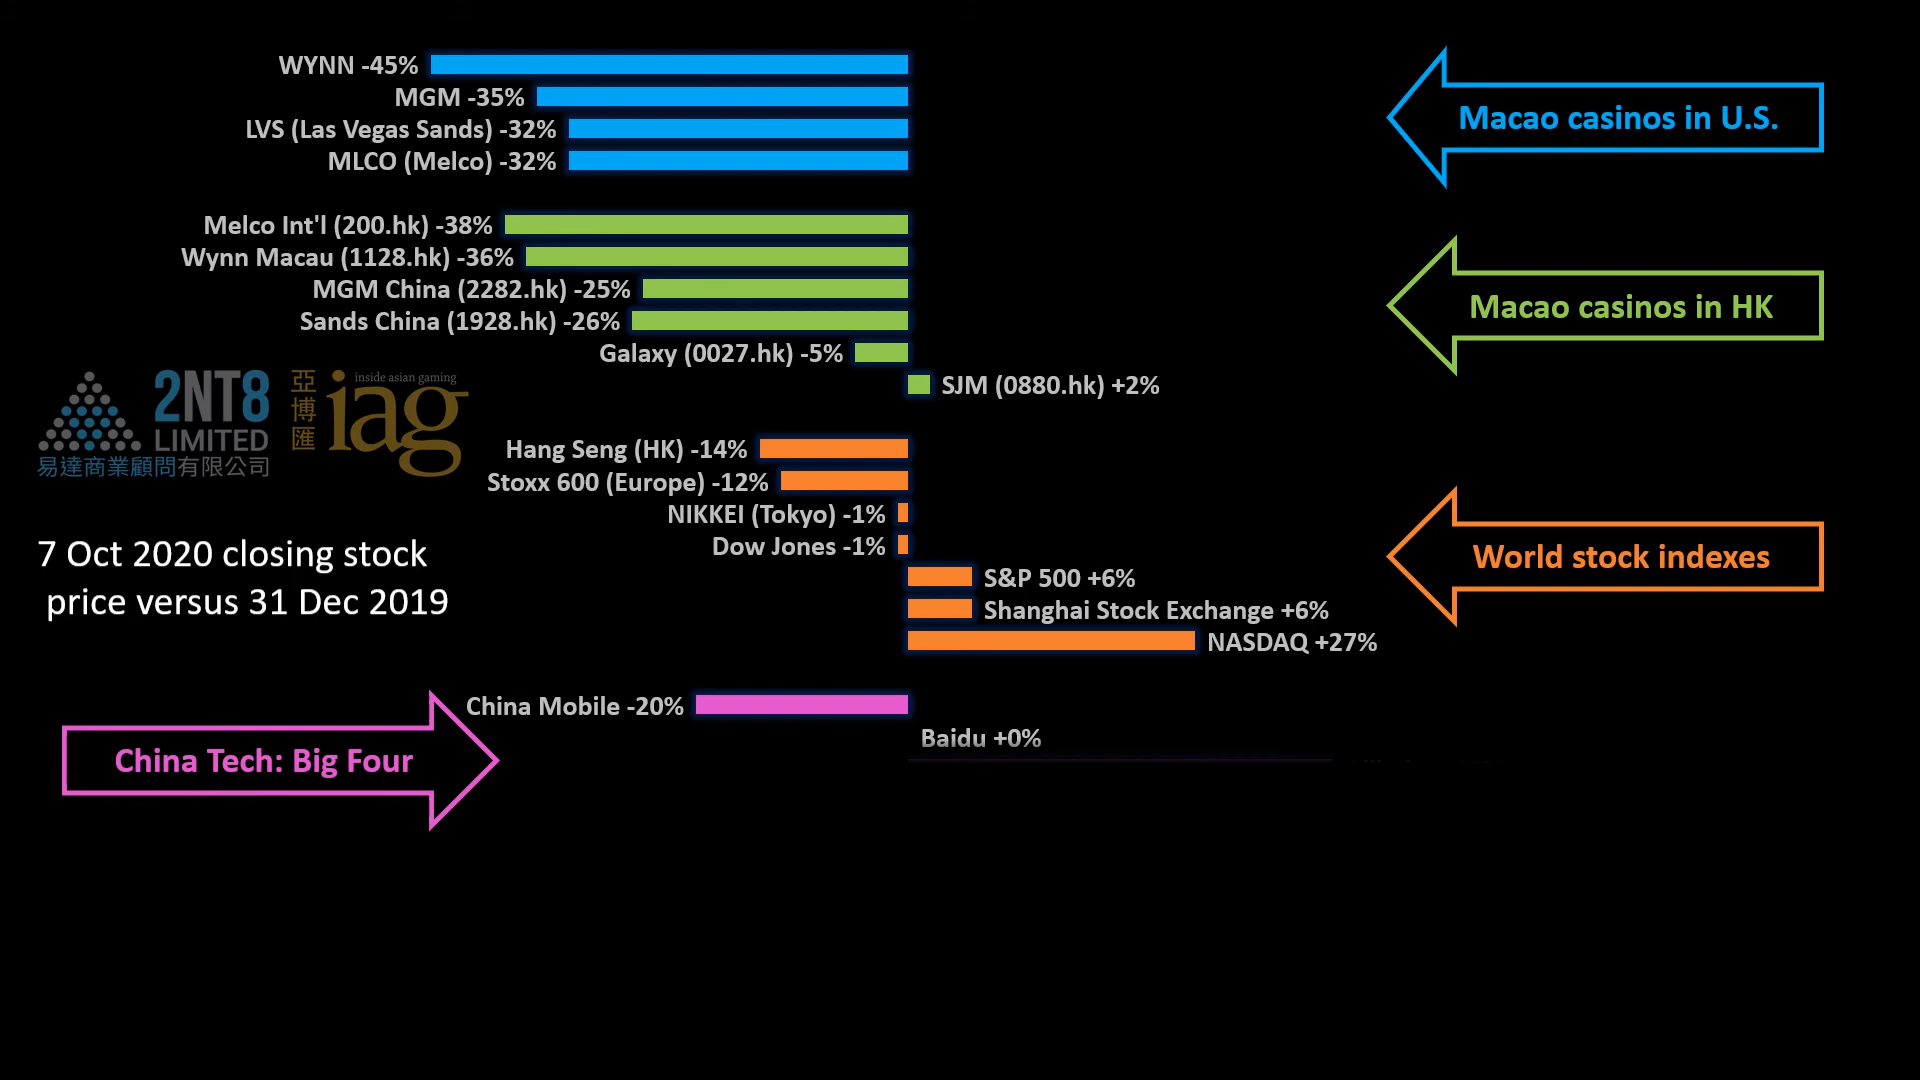 WYNN -45%
MGM -35%
LVS (Las Vegas Sands) -32%
MLCO (Melco) -32%
Macao casinos in U.S.
Melco Int'l (200.hk) -38%
Wynn Macau (1128.hk) -36%
MGM China (2282.hk) -25%
Sands China (1928.hk) -26%
Galaxy (0027.hk) -5%
SJM (0880.hk) +2%
Macao casinos in HK
2NT8
LIMITED
易達商業顧問有限公司
亞博匯
inside asian gaming
iag
Hang Seng (HK) -14%
Stoxx 600 (Europe) -12%
NIKKEI (Tokyo) -1%
Dow Jones -1%
S&P 500 +6%
Shanghai Stock Exchange +6%
NASDAQ +27%
World stock indexes
7 Oct 2020 closing stock
price versus 31 Dec 2019
China Mobile -20%
Baidu +0%
China Tech: Big Four